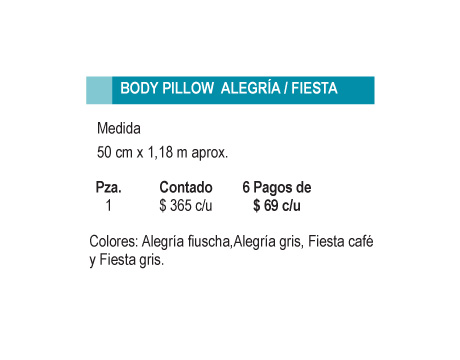 BODY PILLOW ALEGRÍA / FIESTA
Medida
50 cm x 1,18 m aprox.
Pza. Contado 6 Pagos de
1 $ 365 c/u $ 69 c/u
Colores: Alegría fiuscha,Alegría gris, Fiesta café
y Fiesta gris.